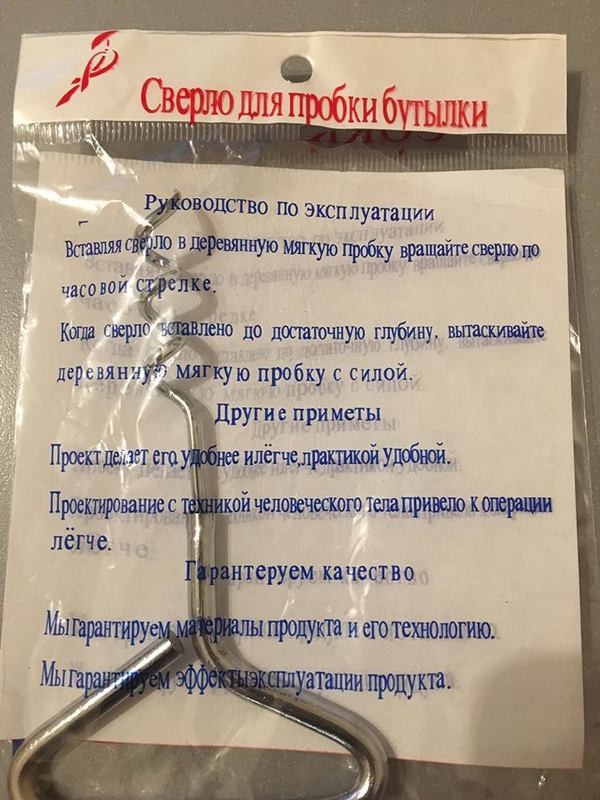 Сверло для пробки бутылки
Руководство по эксплуатации
Вставляя сверло в деревянную мягкую пробку вращайте сверло по
часовой стрелке.
Когда сверло вставлено до достаточную глубину, вытаскивайте
деревянную мягкую пробку с силой.
Другие приметы
Проект делает его удобнее илёгче,практикой удобной.
Проектирование с техникой человеческого тела привело к операции
лёгче.
Гарантеруем качество
Мы гарантируем материалы продукта и его технологию.
Мы гарантируем эффекты эксплуатации продукта.